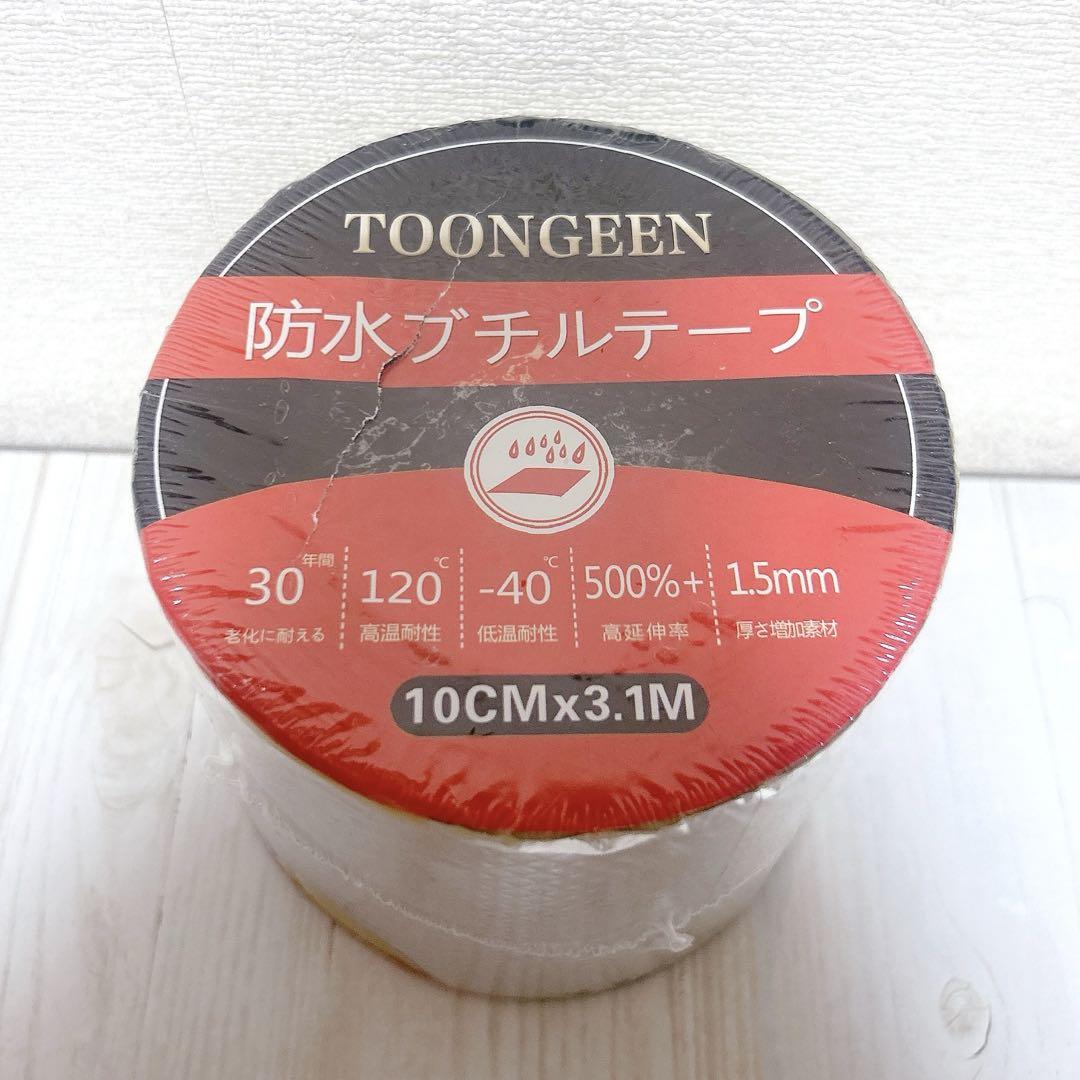 TOONGEEN
防水ブチルテープ
30年間 120℃ -40℃ 500%+ 1.5mm
老化に耐える 高温耐性 低温耐性 高延伸率 厚さ増加素材
10CMx3.1M